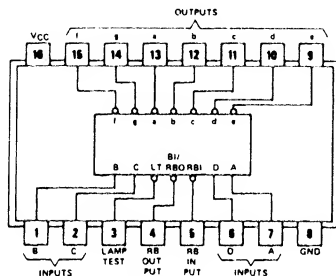 OUTPUTS
VCC f g a b c d e
16 15 14 13 12 11 10 9
f g a b c d e
BI/
B C LT RBO RBI D A
1 2 3 4 5 6 7 8
B C LAMP TEST RB OUT PUT RB IN PUT D A GND
INPUTS INPUTS